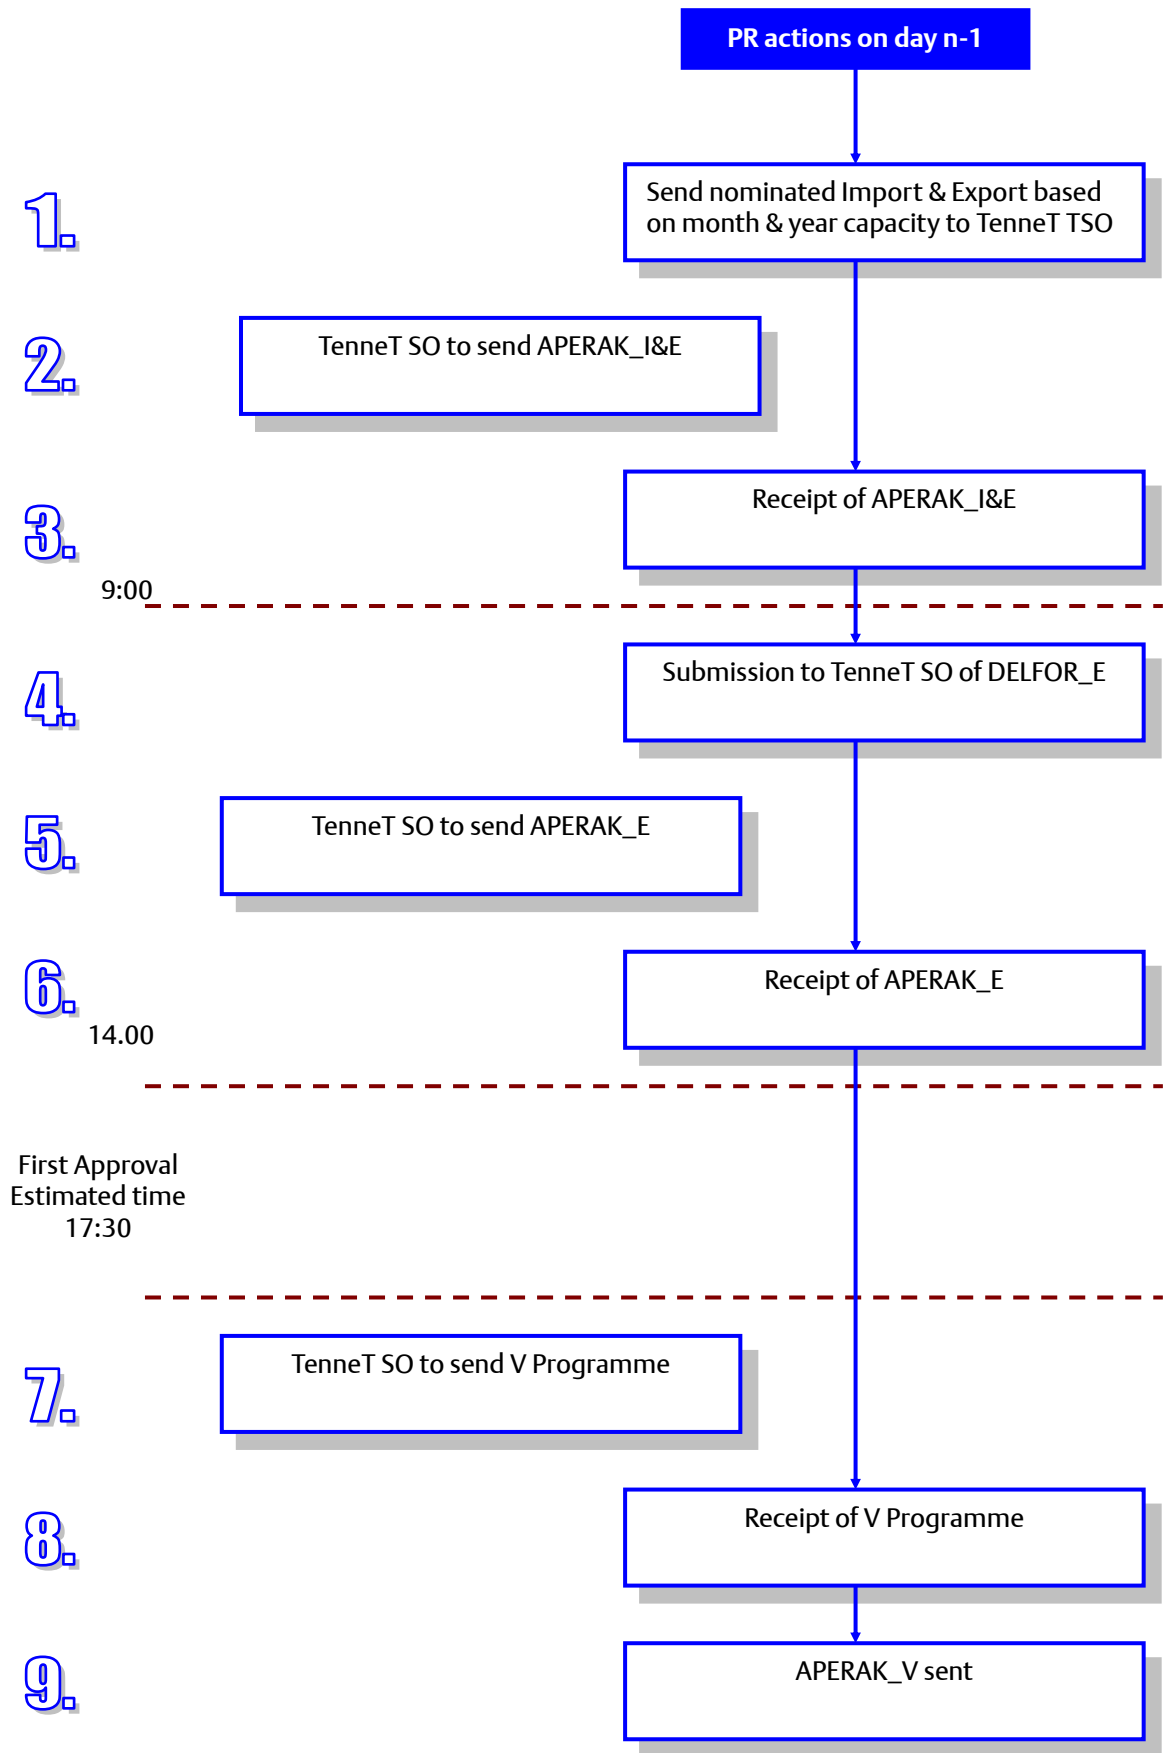 PR actions on day n-1
1.
Send nominated Import & Export based
on month & year capacity to TenneT TSO
2.
TenneT SO to send APERAK_I&E
3.
Receipt of APERAK_I&E
9:00
4.
Submission to TenneT SO of DELFOR_E
5.
TenneT SO to send APERAK_E
6.
Receipt of APERAK_E
14.00
First Approval
Estimated time
17:30
7.
TenneT SO to send V Programme
8.
Receipt of V Programme
9.
APERAK_V sent